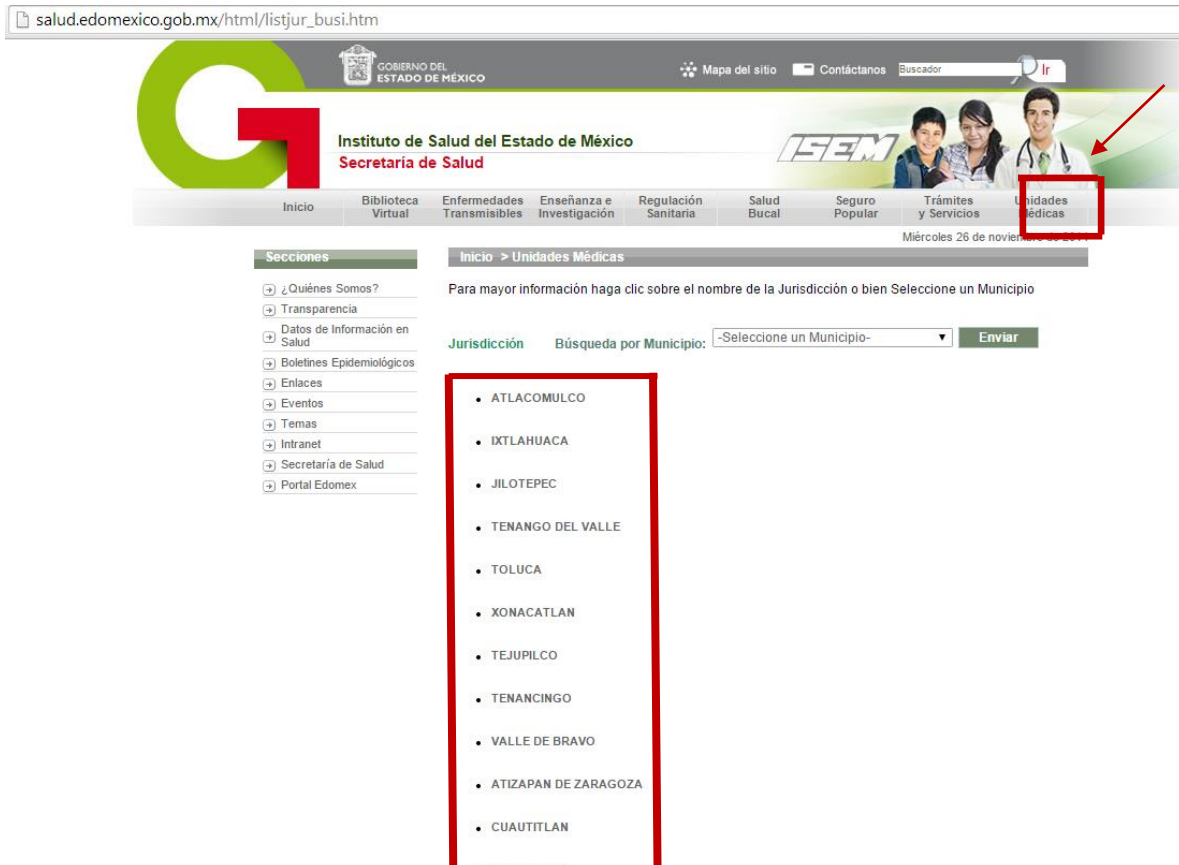 salud.edomexico.gob.mx/html/listjur_busi.htm
GOBIERNO DEL
ESTADO DE MÉXICO
Mapa del sitio
Contáctanos
Buscador
Ir
Instituto de Salud del Estado de México
Secretaría de Salud
ISEM
Inicio
Biblioteca
Virtual
Enfermedades
Transmisibles
Enseñanza e
Investigación
Regulación
Sanitaria
Salud
Bucal
Seguro
Popular
Trámites
y Servicios
Unidades
Médicas
Miércoles 26 de noviembre de 2014
Secciones
¿Quiénes Somos?
Transparencia
Datos de Información en
Salud
Boletines Epidemiológicos
Enlaces
Eventos
Temas
Intranet
Secretaría de Salud
Portal Edomex
Inicio > Unidades Médicas
Para mayor información haga clic sobre el nombre de la Jurisdicción o bien Seleccione un Municipio
Jurisdicción Búsqueda por Municipio: -Seleccione un Municipio- Enviar
ATLACOMULCO
IXTLAHUACA
JILOTEPEC
TENANGO DEL VALLE
TOLUCA
XONACATLAN
TEJUPILCO
TENANCINGO
VALLE DE BRAVO
ATIZAPAN DE ZARAGOZA
CUAUTITLAN